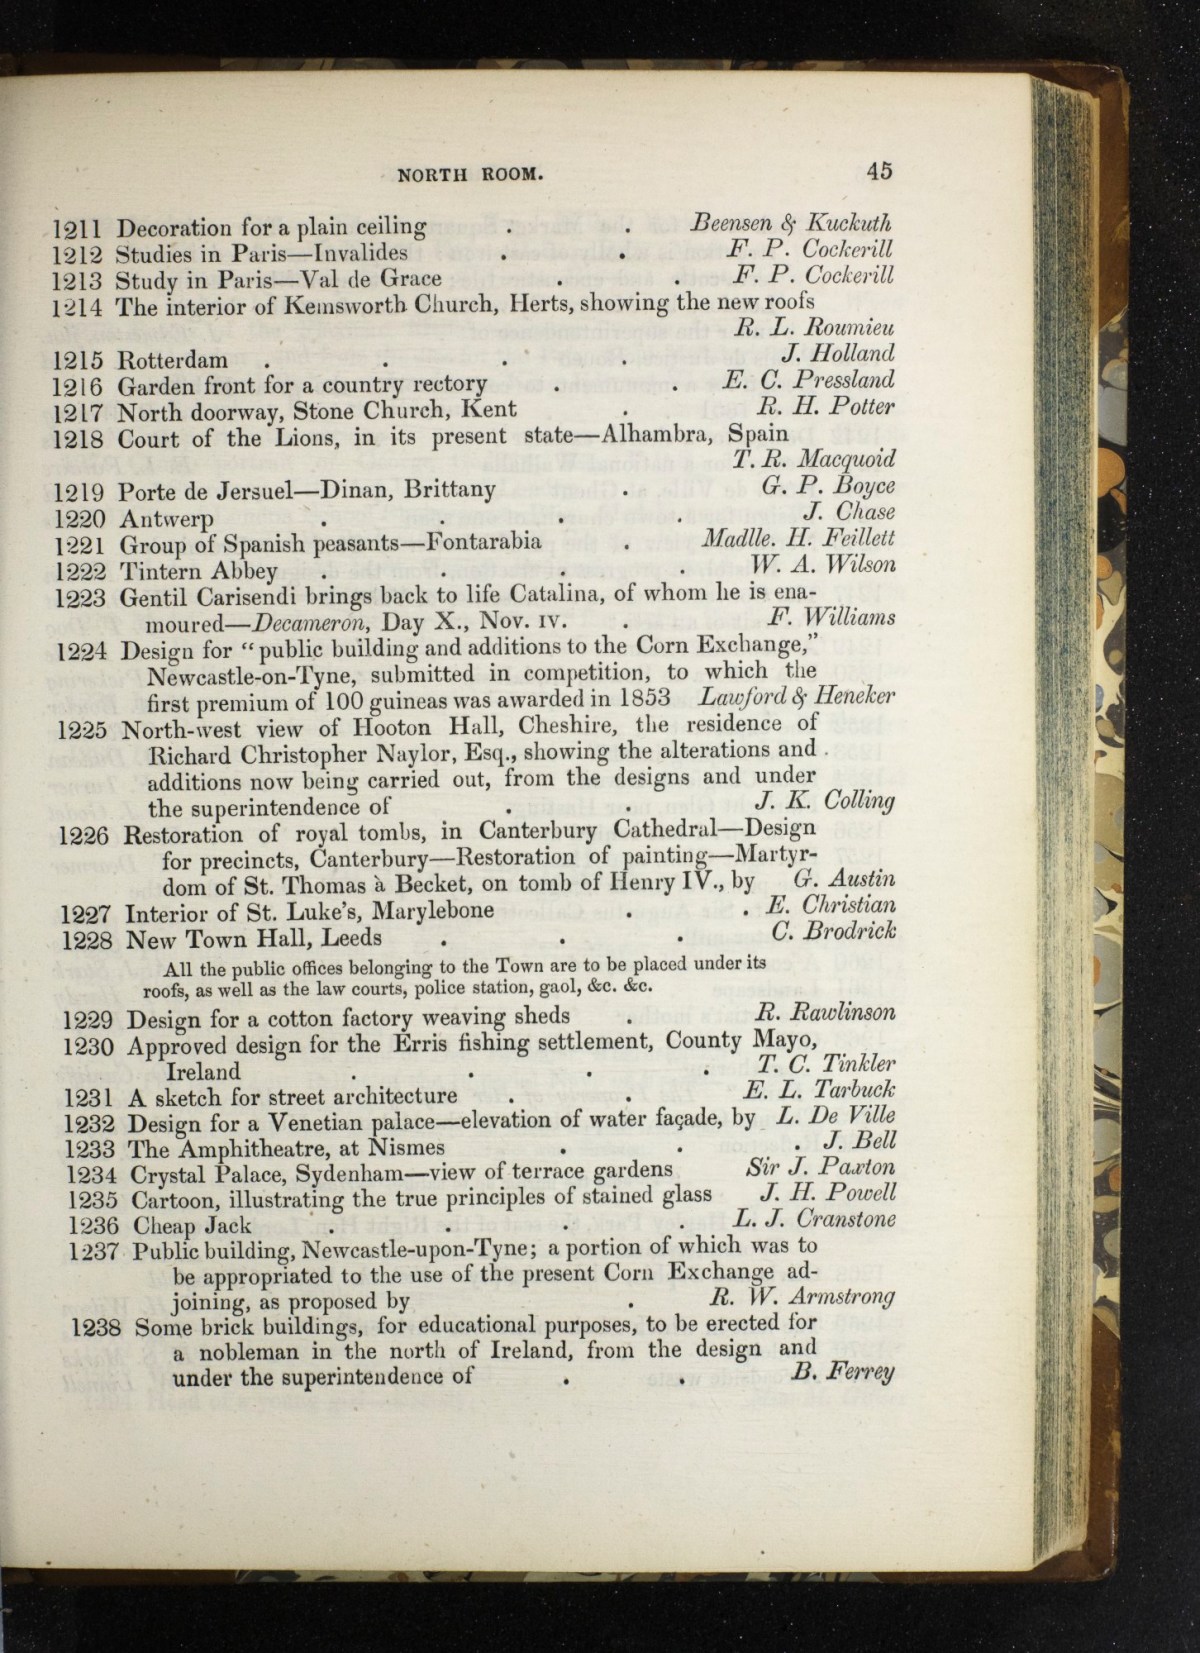 NORTH ROOM. 45
1211 Decoration for a plain ceiling . . Beensen & Kuckuth
1212 Studies in Paris—Invalides . . F. P. Cockerill
1213 Study in Paris—Val de Grace . . F. P. Cockerill
1214 The interior of Kemsworth Church, Herts, showing the new roofs
R. L. Roumieu
1215 Rotterdam . . . . J. Holland
1216 Garden front for a country rectory . . E. C. Pressland
1217 North doorway, Stone Church, Kent . R. H. Potter
1218 Court of the Lions, in its present state—Alhambra, Spain
T. R. Macquoid
1219 Porte de Jersuel—Dinan, Brittany . G. P. Boyce
1220 Antwerp . . . . J. Chase
1221 Group of Spanish peasants—Fontarabia . Madlle. H. Feillett
1222 Tintern Abbey . . . . W. A. Wilson
1223 Gentil Carisendi brings back to life Catalina, of whom he is ena-
moured—Decameron, Day X., Nov. IV. . F. Williams
1224 Design for "public building and additions to the Corn Exchange,"
Newcastle-on-Tyne, submitted in competition, to which the
first premium of 100 guineas was awarded in 1853 Lawford & Heneker
1225 North-west view of Hooton Hall, Cheshire, the residence of
Richard Christopher Naylor, Esq., showing the alterations and
additions now being carried out, from the designs and under
the superintendence of . . J. K. Colling
1226 Restoration of royal tombs, in Canterbury Cathedral—Design
for precincts, Canterbury—Restoration of painting—Martyr-
dom of St. Thomas à Becket, on tomb of Henry IV., by G. Austin
1227 Interior of St. Luke's, Marylebone . . E. Christian
1228 New Town Hall, Leeds . . . C. Brodrick
All the public offices belonging to the Town are to be placed under its
roofs, as well as the law courts, police station, gaol, &c. &c.
1229 Design for a cotton factory weaving sheds . R. Rawlinson
1230 Approved design for the Erris fishing settlement, County Mayo,
Ireland . . . . T. C. Tinkler
1231 A sketch for street architecture . . E. L. Tarbuck
1232 Design for a Venetian palace—elevation of water façade, by L. De Ville
1233 The Amphitheatre, at Nismes . . . J. Bell
1234 Crystal Palace, Sydenham—view of terrace gardens Sir J. Paxton
1235 Cartoon, illustrating the true principles of stained glass J. H. Powell
1236 Cheap Jack . . . . L. J. Cranstone
1237 Public building, Newcastle-upon-Tyne; a portion of which was to
be appropriated to the use of the present Corn Exchange ad-
joining, as proposed by . R. W. Armstrong
1238 Some brick buildings, for educational purposes, to be erected for
a nobleman in the north of Ireland, from the design and
under the superintendence of . . B. Ferrey